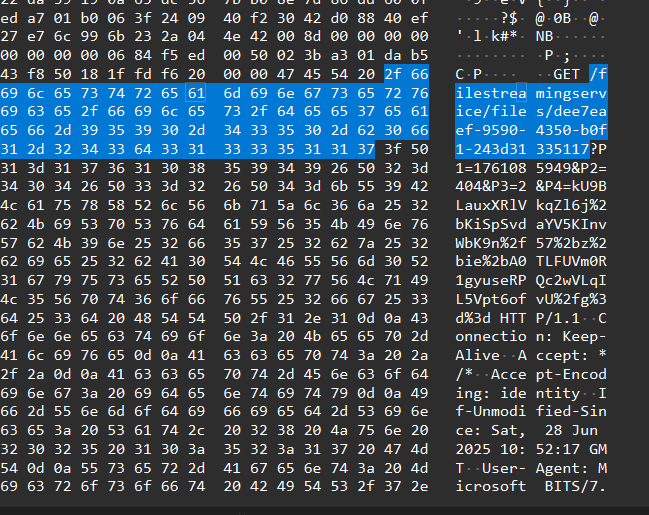 ed a7 01 b0 06 3f 24 09 40 f2 30 42 d0 88 40 ef ·····?$· @·0B··@·
27 e7 6c 99 6b 23 2a 04 4e 42 00 8d 00 00 00 00 '·l·k#*· NB······
00 00 00 00 06 84 f5 ed 00 50 02 3b a3 01 da b5 ········ ·P·;····
43 f8 50 18 1f fd f6 20 00 00 47 45 54 20 2f 66 C·P····· ··GET /f
69 6c 65 73 74 72 65 61 6d 69 6e 67 73 65 72 76 ilestrea mingserv
69 63 65 2f 66 69 6c 65 73 2f 64 65 65 37 65 61 ice/file s/dee7ea
65 66 2d 39 35 39 30 2d 34 33 35 30 2d 62 30 66 ef-9590- 4350-b0f
31 2d 32 34 33 64 33 31 33 33 35 31 31 37 3f 50 1-243d31 335117?P
31 3d 31 37 36 31 30 38 35 39 34 39 26 50 32 3d 1=176108 5949&P2=
34 30 34 26 50 33 3d 32 26 50 34 3d 6b 55 39 42 404&P3=2 &P4=kU9B
4c 61 75 78 58 52 6c 56 6b 71 5a 6c 36 6a 25 32 LauxXRlV kqZl6j%2
62 4b 69 53 70 53 76 64 61 59 56 35 4b 49 6e 76 bKiSpSvd aYV5KInv
57 62 4b 39 6e 25 32 66 35 37 25 32 62 7a 25 32 WbK9n%2f 57%2bz%2
62 69 65 25 32 62 41 30 54 4c 46 55 56 6d 30 52 bie%2bA0 TLFUVm0R
31 67 79 75 73 65 52 50 51 63 32 77 56 4c 71 49 1gyuseRP Qc2wVLqI
4c 35 56 70 74 36 6f 66 76 55 25 32 66 67 25 33 L5Vpt6of vU%2fg%3
64 25 33 64 20 48 54 54 50 2f 31 2e 31 0d 0a 43 d%3d HTT P/1.1··C
6f 6e 6e 65 63 74 69 6f 6e 3a 20 4b 65 65 70 2d onnectio n: Keep-
41 6c 69 76 65 0d 0a 41 63 63 65 70 74 3a 20 2a Alive··A ccept: *
2f 2a 0d 0a 41 63 63 65 70 74 2d 45 6e 63 6f 64 /*··Acce pt-Encod
69 6e 67 3a 20 69 64 65 6e 74 69 74 79 0d 0a 49 ing: ide ntity··I
66 2d 55 6e 6d 6f 64 69 66 69 65 64 2d 53 69 6e f-Unmodi fied-Sin
63 65 3a 20 53 61 74 2c 20 32 38 20 4a 75 6e 20 ce: Sat,  28 Jun 
32 30 32 35 20 31 30 3a 35 32 3a 31 37 20 47 4d 2025 10: 52:17 GM
54 0d 0a 55 73 65 72 2d 41 67 65 6e 74 3a 20 4d T··User- Agent: M
69 63 72 6f 73 6f 66 74 20 42 49 54 53 2f 37 2e icrosoft  BITS/7.